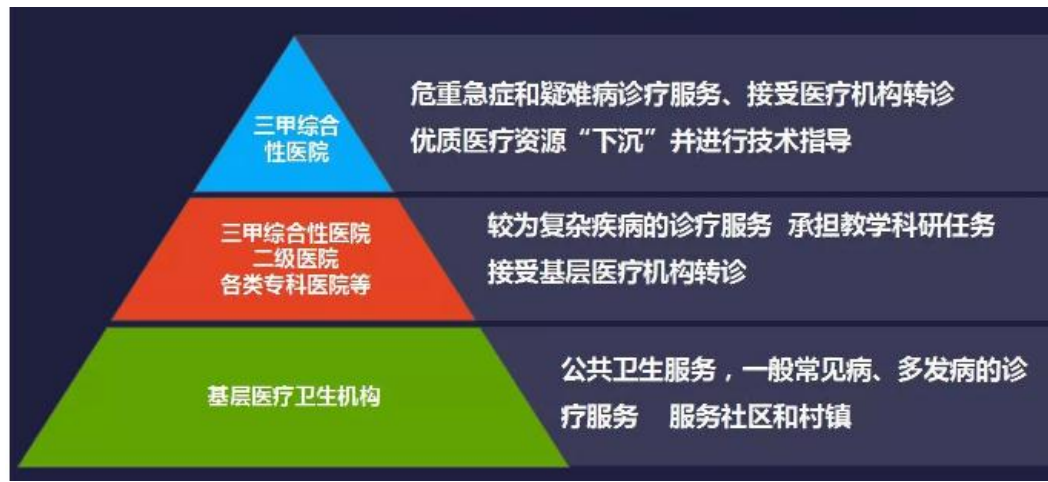 三甲综合
性医院
危重急症和疑难病诊疗服务、接受医疗机构转诊
优质医疗资源“下沉”并进行技术指导
三甲综合性医院
二级医院
各类专科医院等
较为复杂疾病的诊疗服务 承担教学科研任务
接受基层医疗机构转诊
基层医疗卫生机构
公共卫生服务，一般常见病、多发病的诊
疗服务 服务社区和村镇